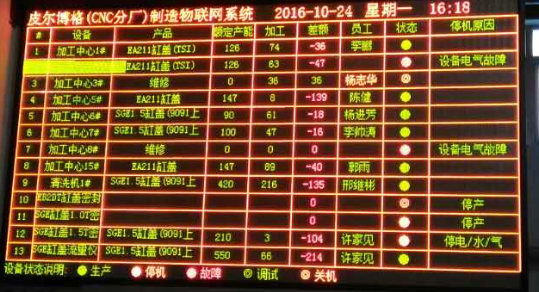 皮尔博格(CNC分厂)制造物联网系统 2016-10-24 星期一 16:18
# 设备 产品 额定产能 加工 差额 员工 状态 停机原因
1 加工中心1# EA211缸盖(TSI) 126 74 -36 李郦
EA211缸盖(TSI) 126 63 -47 设备电气故障
3 加工中心3# 维修 0 36 36 杨志华
4 加工中心5# EA211缸盖 147 8 -139 陈健
5 加工中心6# SGE1.5缸盖(9091上 90 61 -18 杨进芳
6 加工中心7# SGE1.5缸盖(9091上 100 47 -16 李帅涛
7 加工中心8# 维修 0 0 0 设备电气故障
8 加工中心15# EA211缸盖 147 89 -40 郭雨
9 清洗机1# SGE1.5缸盖(9091上 420 216 -135 邢继彬
10 EB2DT缸盖密封 0 停产
11 SGE缸盖1.0T密 0 停产
12 SGE缸盖1.5T密 SGE1.5缸盖(9091上 210 3 -104 许家见 停电/水/气
13 SGE缸盖流量仪 SGE1.5缸盖(9091上 550 66 -214 许家见
设备状态说明: 生产 停机 故障 调试 关机